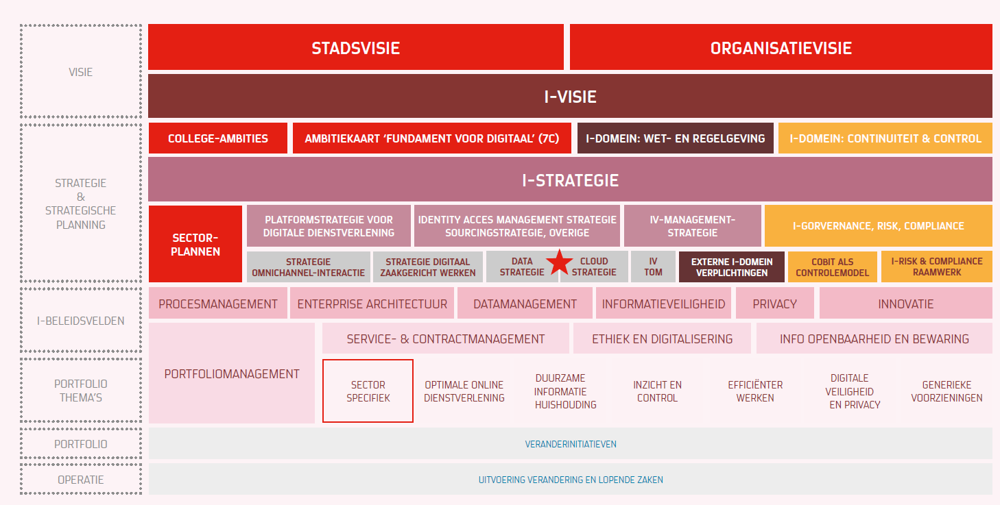 VISIE
STADSVISIE
ORGANISATIEVISIE
I-VISIE
STRATEGIE
&
STRATEGISCHE
PLANNING
COLLEGE-AMBITIES
AMBITIEKAART ‘FUNDAMENT VOOR DIGITAAL’ (7C)
I-DOMEIN: WET- EN REGELGEVING
I-DOMEIN: CONTINUITEIT & CONTROL
I-STRATEGIE
SECTOR-
PLANNEN
PLATFORMSTRATEGIE VOOR
DIGITALE DIENSTVERLENING
IDENTITY ACCES MANAGEMENT STRATEGIE
SOURCINGSTRATEGIE, OVERIGE
IV-MANAGEMENT-
STRATEGIE
I-GORVERNANCE, RISK, COMPLIANCE
STRATEGIE
OMNICHANNEL-INTERACTIE
STRATEGIE DIGITAAL
ZAAKGERICHT WERKEN
DATA
STRATEGIE
CLOUD
STRATEGIE
IV
TOM
EXTERNE I-DOMEIN
VERPLICHTINGEN
COBIT ALS
CONTROLEMODEL
I-RISK & COMPLIANCE
RAAMWERK
I-BELEIDSVELDEN
PROCESMANAGEMENT
ENTERPRISE ARCHITECTUUR
DATAMANAGEMENT
INFORMATIEVEILIGHEID
PRIVACY
INNOVATIE
PORTFOLIOMANAGEMENT
SERVICE- & CONTRACTMANAGEMENT
ETHIEK EN DIGITALISERING
INFO OPENBAARHEID EN BEWARING
PORTFOLIO
THEMA’S
SECTOR
SPECIFIEK
OPTIMALE ONLINE
DIENSTVERLENING
DUURZAME
INFORMATIE
HUISHOUDING
INZICHT EN
CONTROL
EFFICIËNTER
WERKEN
DIGITALE
VEILIGHEID
EN PRIVACY
GENERIEKE
VOORZIENINGEN
PORTFOLIO
VERANDERINITIATIEVEN
OPERATIE
UITVOERING VERANDERING EN LOPENDE ZAKEN